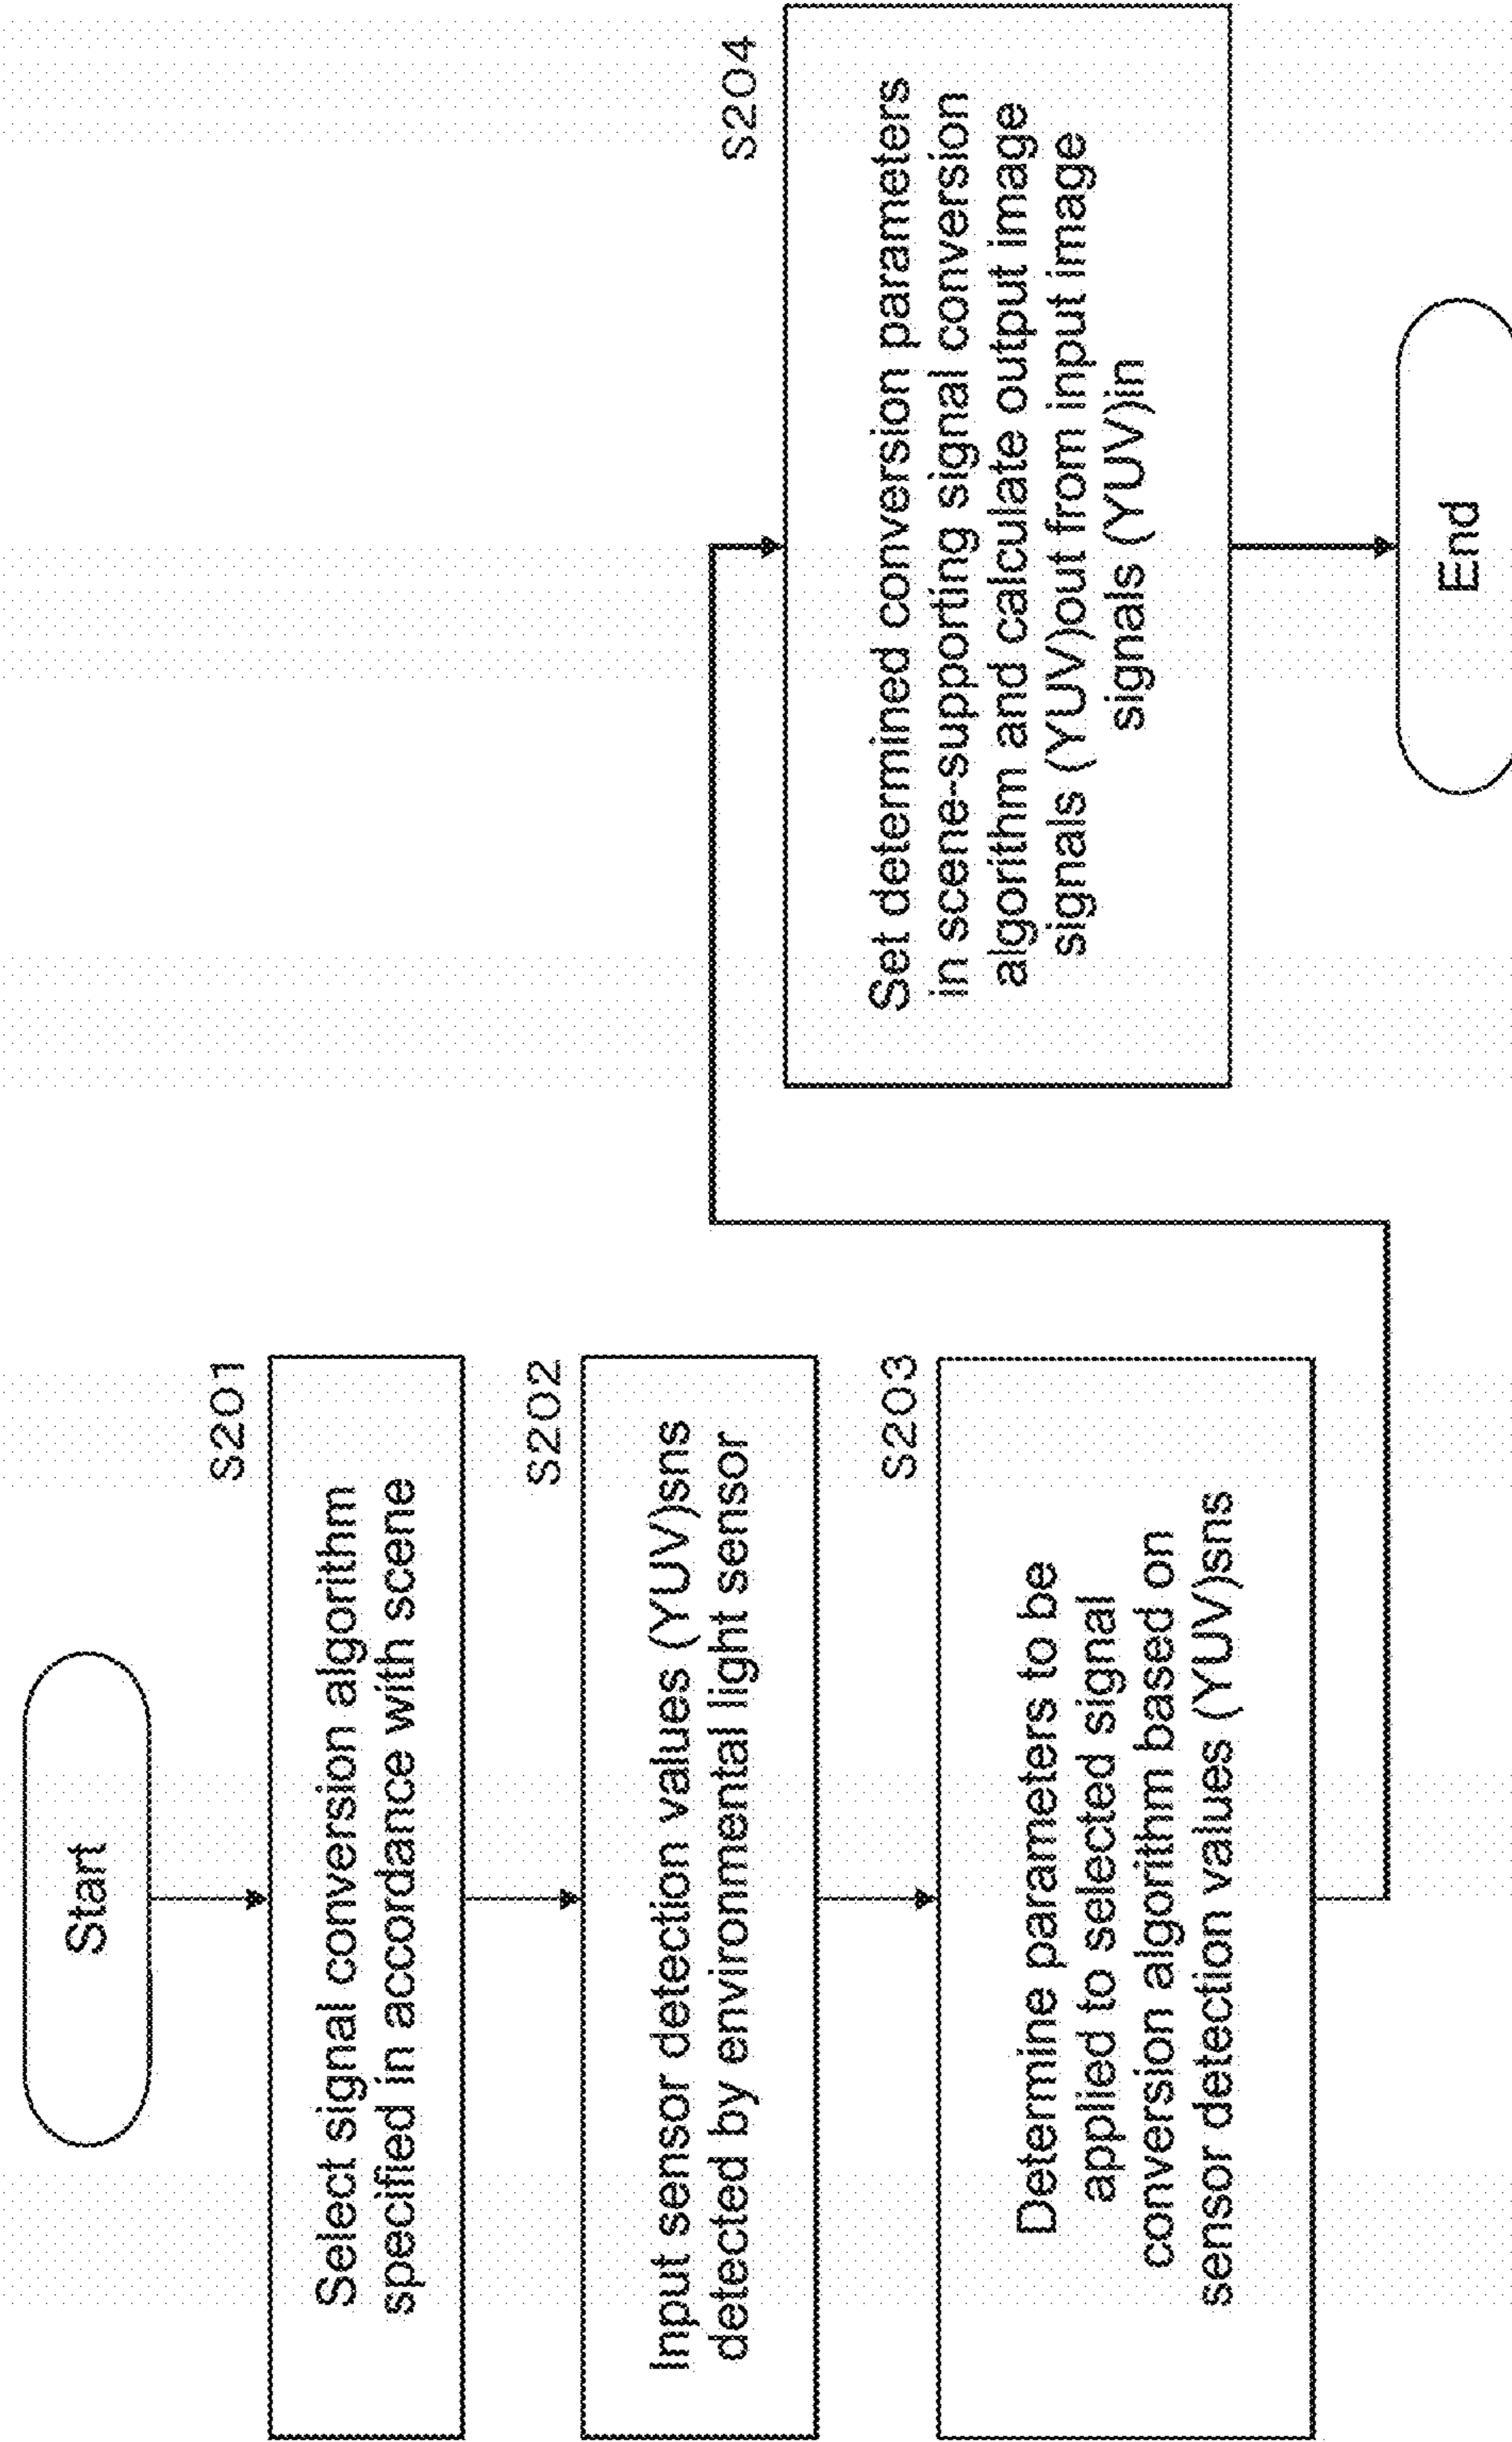 Start
S201
Select signal conversion algorithm
specified in accordance with scene
S202
Input sensor detection values (YUV)sns
detected by environmental light sensor
S203
Determine parameters to be
applied to selected signal
conversion algorithm based on
sensor detection values (YUV)sns
S204
Set determined conversion parameters
in scene-supporting signal conversion
algorithm and calculate output image
signals (YUV)out from input image
signals (YUV)in
End